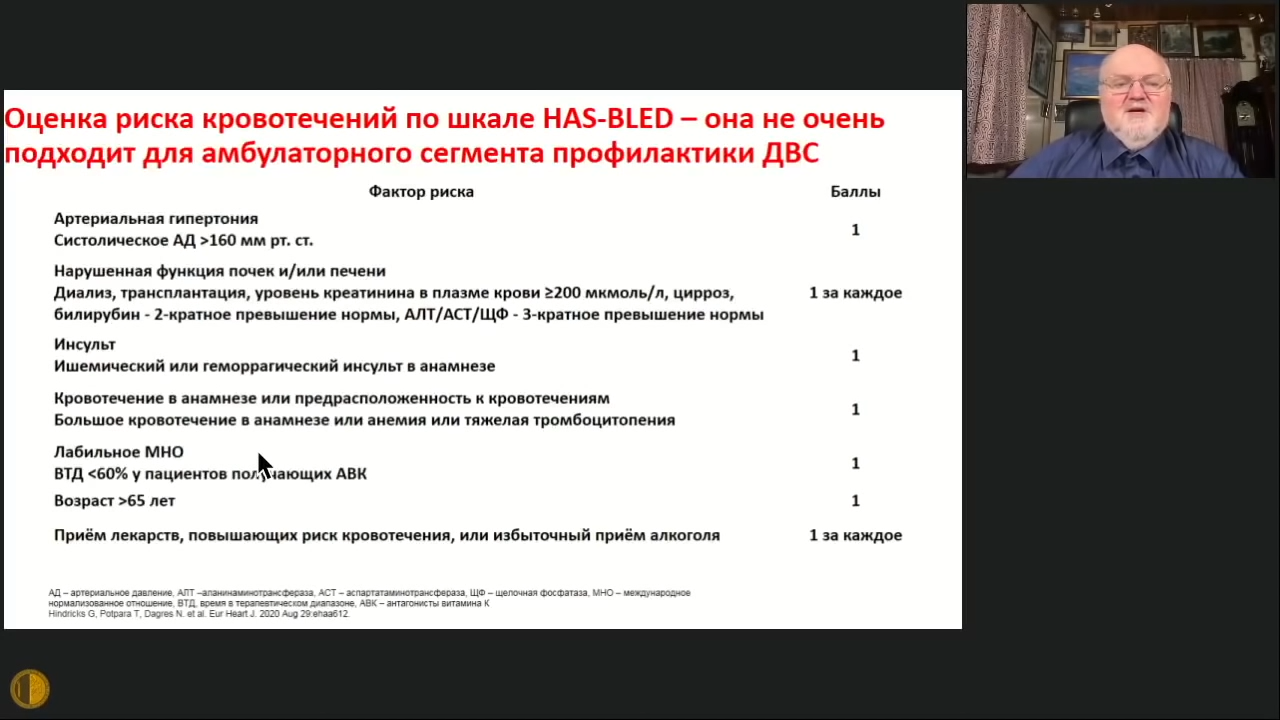 Оценка риска кровотечений по шкале HAS-BLED – она не очень
подходит для амбулаторного сегмента профилактики ДВС
Фактор риска
Баллы
Артериальная гипертония
Систолическое АД >160 мм рт. ст.
1
Нарушенная функция почек и/или печени
Диализ, трансплантация, уровень креатинина в плазме крови ≥200 мкмоль/л, цирроз,
билирубин - 2-кратное превышение нормы, АЛТ/АСТ/ЩФ - 3-кратное превышение нормы
1 за каждое
Инсульт
Ишемический или геморрагический инсульт в анамнезе
1
Кровотечение в анамнезе или предрасположенность к кровотечениям
Большое кровотечение в анамнезе или анемия или тяжелая тромбоцитопения
1
Лабильное МНО
ВТД <60% у пациентов получающих АВК
1
Возраст >65 лет
1
Приём лекарств, повышающих риск кровотечения, или избыточный приём алкоголя
1 за каждое
АД – артериальное давление, АЛТ –аланинаминотрансфераза, АСТ – аспартатаминотрансфераза, ЩФ – щелочная фосфатаза, МНО – международное
нормализованное отношение, ВТД, время в терапевтическом диапазоне, АВК – антагонисты витамина К
Hindricks G, Potpara T, Dagres N. et al. Eur Heart J. 2020 Aug 29:ehaa612.